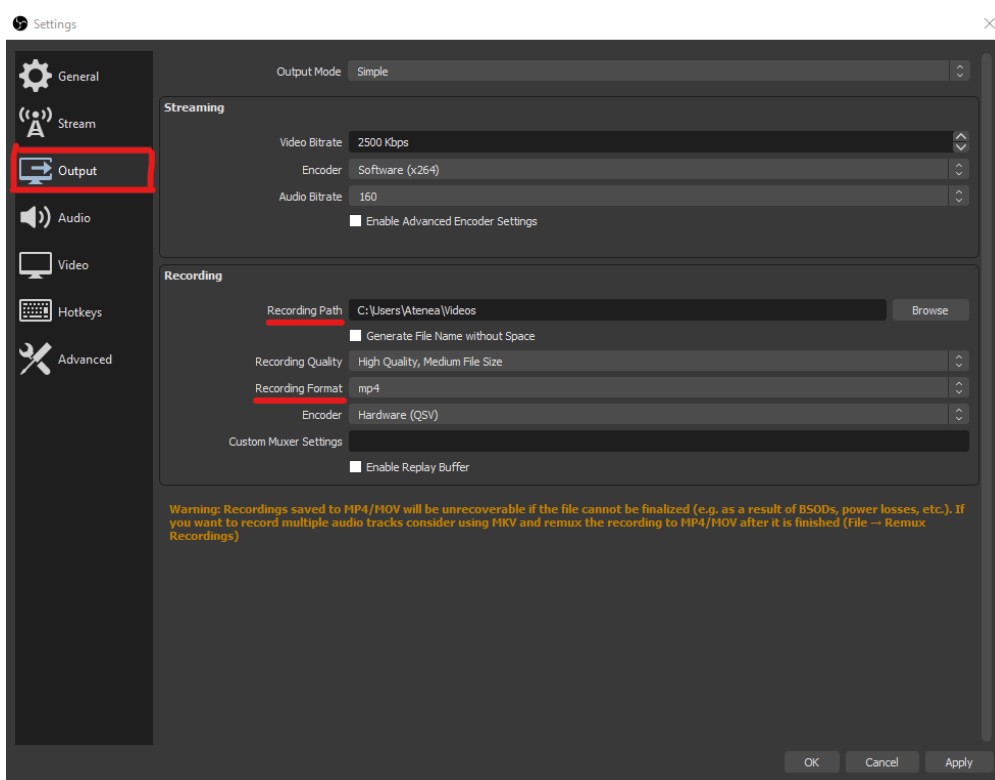 Settings
General
Stream
Output
Audio
Video
Hotkeys
Advanced
Output Mode Simple
Streaming
Video Bitrate 2500 Kbps
Encoder Software (x264)
Audio Bitrate 160
Enable Advanced Encoder Settings
Recording
Recording Path C:\Users\Atenea\Videos Browse
Generate File Name without Space
Recording Quality High Quality, Medium File Size
Recording Format mp4
Encoder Hardware (QSV)
Custom Muxer Settings
Enable Replay Buffer
Warning: Recordings saved to MP4/MOV will be unrecoverable if the file cannot be finalized (e.g. as a result of BSODs, power losses, etc.). If
you want to record multiple audio tracks consider using MKV and remux the recording to MP4/MOV after it is finished (File → Remux
Recordings)
OK Cancel Apply